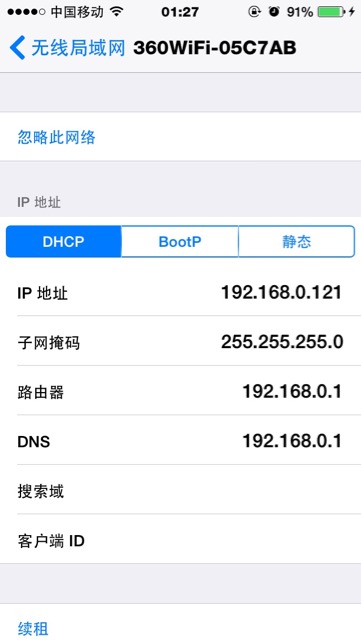 中国移动 01:27 91%
无线局域网 360WiFi-05C7AB
忽略此网络
IP 地址
DHCP BootP 静态
IP 地址 192.168.0.121
子网掩码 255.255.255.0
路由器 192.168.0.1
DNS 192.168.0.1
搜索域
客户端 ID
续租